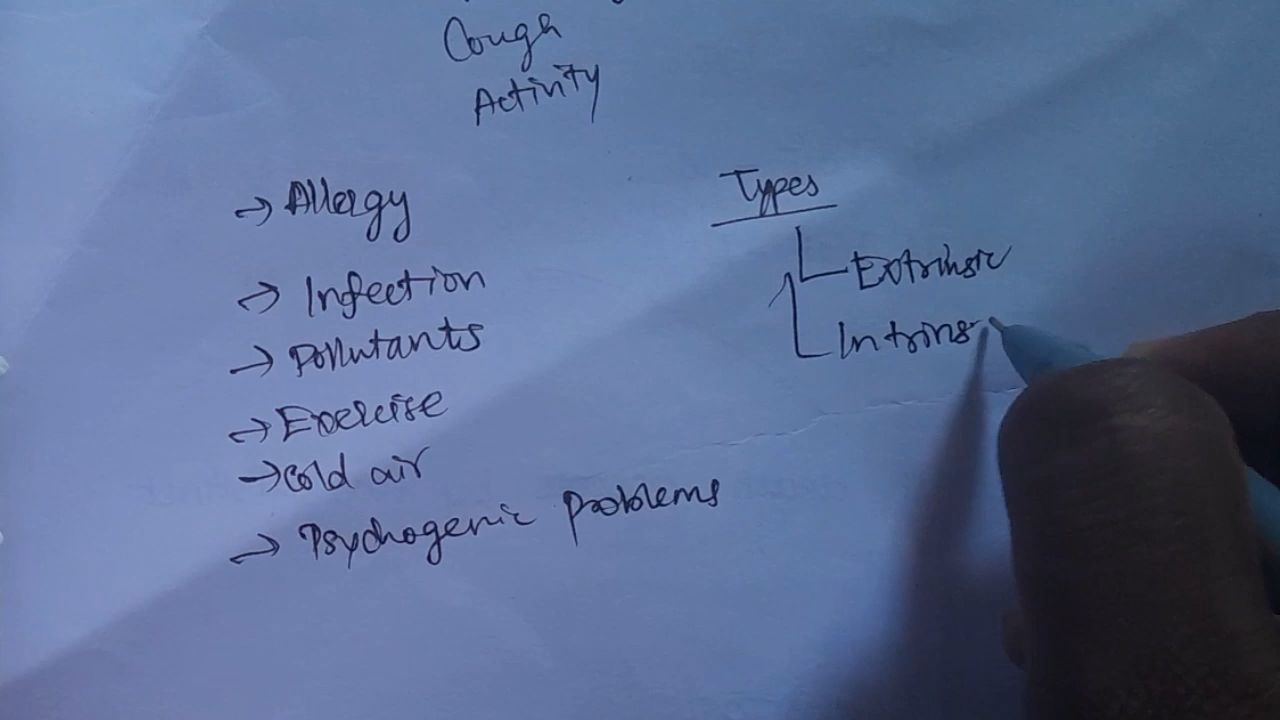 Cough
Activity
→ Allergy
→ Infection
→ Pollutants
→ Exercise
→ Cold air
→ Psychogenic Problems
Types
Extrinsic
Intrins